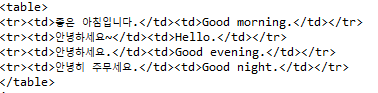 <table>
<tr><td>좋은 아침입니다.</td><td>Good morning.</td></tr>
<tr><td>안녕하세요~</td><td>Hello.</td></tr>
<tr><td>안녕하세요.</td><td>Good evening.</td></tr>
<tr><td>안녕히 주무세요.</td><td>Good night.</td></tr>
</table>